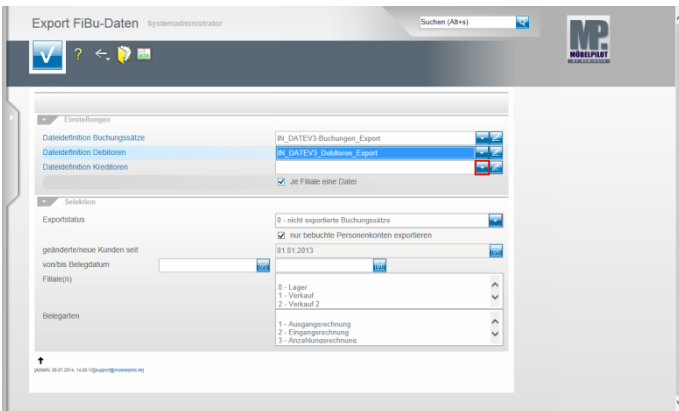 Export FiBu-Daten Systemadministrator
Suchen (Alt+s)
MP
MÖBELPILOT
Einstellungen
Dateidefinition Buchungssätze IN_DATEV3-Buchungen_Export
Dateidefinition Debitoren IN_DATEV3_Debitoren_Export
Dateidefinition Kreditoren
Je Filiale eine Datei
Selektion
Exportstatus 0 - nicht exportierte Buchungssätze
nur bebuchte Personenkonten exportieren
geänderte/neue Kunden seit 01.01.2013
von/bis Belegdatum
Filiale(n)
0 - Lager
1 - Verkauf
2 - Verkauf 2
Belegarten
1 - Ausgangsrechnung
2 - Eingangsrechnung
3 - Anzahlungsrechnung